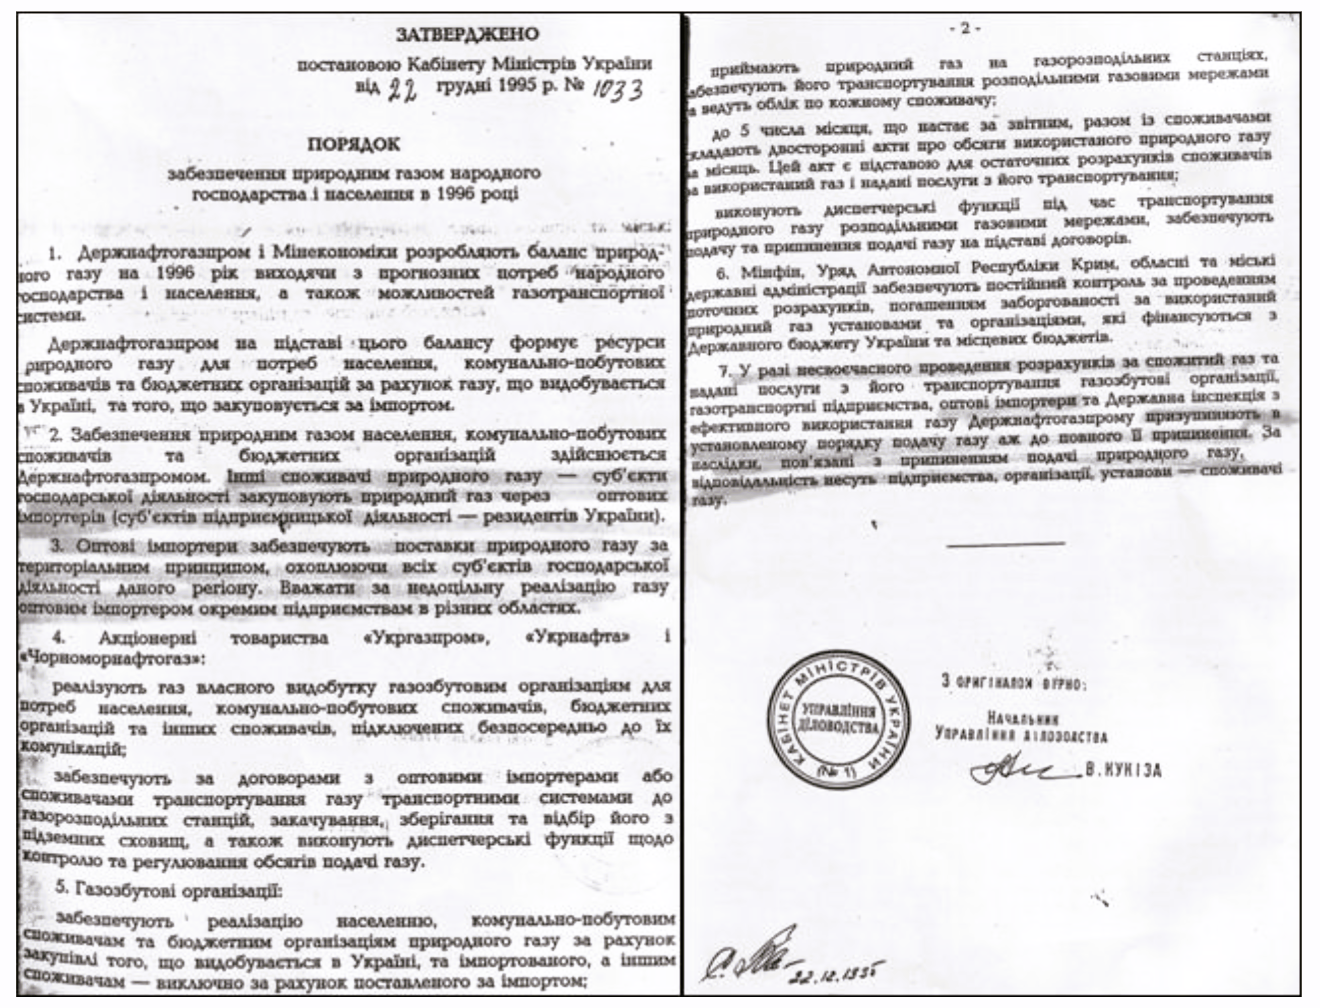 ЗАТВЕРДЖЕНО
постановою Кабінету Міністрів України
від 22 грудні 1995 р. № 1033
ПОРЯДОК
забезпечення природним газом народного
господарства і населення в 1996 році
1. Держнафтогазпром і Мінекономіки розробляють баланс природ-
ного газу на 1996 рік виходячи з прогнозних потреб народного
господарства і населення, а також можливостей газотранспортної
системи.
Держнафтогазпром на підставі цього балансу формує ресурси
риродного газу для потреб населення, комунально-побутових
споживачів та бюджетних організацій за рахунок газу, що видобувається
в Україні, та того, що закуповується за імпортом.
2. Забезпечення природним газом населення, комунально-побутових
споживачів та бюджетних організацій здійснюється
Держнафтогазпромом. Інші споживачі природного газу — суб'єкти
господарської діяльності закуповують природний газ через оптових
імпортерів (суб'єктів підприємницької діяльності — резидентів України).
3. Оптові імпортери забезпечують поставки природного газу за
територіальним принципом, охоплюючи всіх суб'єктів господарської
діяльності даного регіону. Вважати за недоцільну реалізацію газу
оптовим імпортером окремим підприємствам в різних областях.
4. Акціонерні товариства «Укргазпром», «Укрнафта» і
«Чорноморнафтогаз»:
реалізують газ власного видобутку газозбутовим організаціям для
потреб населення, комунально-побутових споживачів, бюджетних
організацій та інших споживачів, підключених безпосередньо до їх
комунікацій;
забезпечують за договорами з оптовими імпортерами або
споживачами транспортування газу транспортними системами до
газорозподільних станцій, закачування, зберігання та відбір його з
підземних сховищ, а також виконують диспетчерські функції щодо
контролю та регулювання обсягів подачі газу.
5. Газозбутові організації:
забезпечують реалізацію населенню, комунально-побутовим
споживачам та бюджетним організаціям природного газу за рахунок
закупівлі того, що видобувається в Україні, та імпортованого, а іншим
споживачам — виключно за рахунок поставленого за імпортом;
- 2 -
приймають природний газ на газорозподільних станціях,
абезпечують його транспортування розподільними газовими мережами
а ведуть облік по кожному споживачу;
до 5 числа місяця, що настає за звітним, разом із споживачами
складають двосторонні акти про обсяги використаного природного газу
за місяць. Цей акт є підставою для остаточних розрахунків споживачів
за використаний газ і надані послуги з його транспортування;
виконують диспетчерські функції під час транспортування
природного газу розподільними газовими мережами, забезпечують
подачу та припинення подачі газу на підставі договорів.
6. Мінфін, Уряд Автономної Республіки Крим, обласні та міські
державні адміністрації забезпечують постійний контроль за проведенням
поточних розрахунків, погашенням заборгованості за використаний
природний газ установами та організаціями, які фінансуються з
Державного бюджету України та місцевих бюджетів.
7. У разі несвоєчасного проведення розрахунків за спожитий газ та
надані послуги з його транспортування газозбутові організації,
газотранспортні підприємства, оптові імпортери та Державна інспекція з
ефективного використання газу Держнафтогазпрому призупиняють в
установленому порядку подачу газу аж до повного її припинення. За
наслідки, пов'язані з припиненням подачі природного газу,
відповідальність несуть підприємства, організації, установи — споживачі
газу.
КАБІНЕТ МІНІСТРІВ УКРАЇНИ
УПРАВЛІННЯ
ДІЛОВОДСТВА
(№ 1)
З ОРИГІНАЛОМ ВІРНО:
НАЧАЛЬНИК
УПРАВЛІННЯ ДІЛОВОДСТВА
В. КУКІЗА
22.12.1995